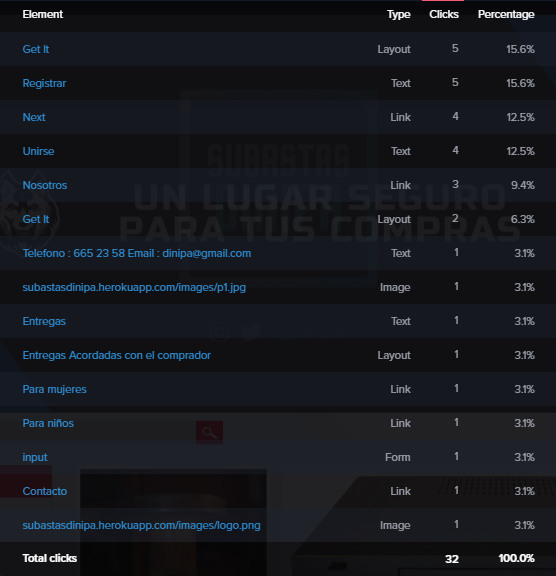 Element Type Clicks Percentage
Get It Layout 5 15.6%
Registrar Text 5 15.6%
Next Link 4 12.5%
Unirse Text 4 12.5%
SUBASTAS
Nosotros Link 3 9.4%
UN LUGAR SEGURO
Get It Layout 2 6.3%
PARA TUS COMPRAS
Telefono : 665 23 58 Email : dinipa@gmail.com Text 1 3.1%
subastasdinipa.herokuapp.com/images/p1.jpg Image 1 3.1%
Entregas Text 1 3.1%
Entregas Acordadas con el comprador Layout 1 3.1%
Para mujeres Link 1 3.1%
Para niños Link 1 3.1%
input Form 1 3.1%
Contacto Link 1 3.1%
subastasdinipa.herokuapp.com/images/logo.png Image 1 3.1%
Total clicks 32 100.0%